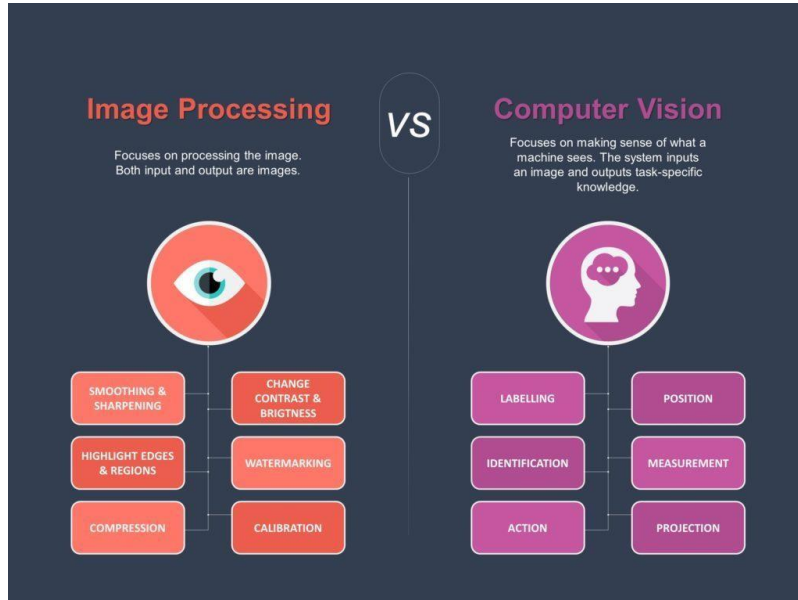 Image Processing
VS
Computer Vision
Focuses on processing the image.
Both input and output are images.
Focuses on making sense of what a
machine sees. The system inputs
an image and outputs task-specific
knowledge.
SMOOTHING &
SHARPENING
CHANGE
CONTRAST &
BRIGTNESS
HIGHLIGHT EDGES
& REGIONS
WATERMARKING
COMPRESSION
CALIBRATION
LABELLING
POSITION
IDENTIFICATION
MEASUREMENT
ACTION
PROJECTION